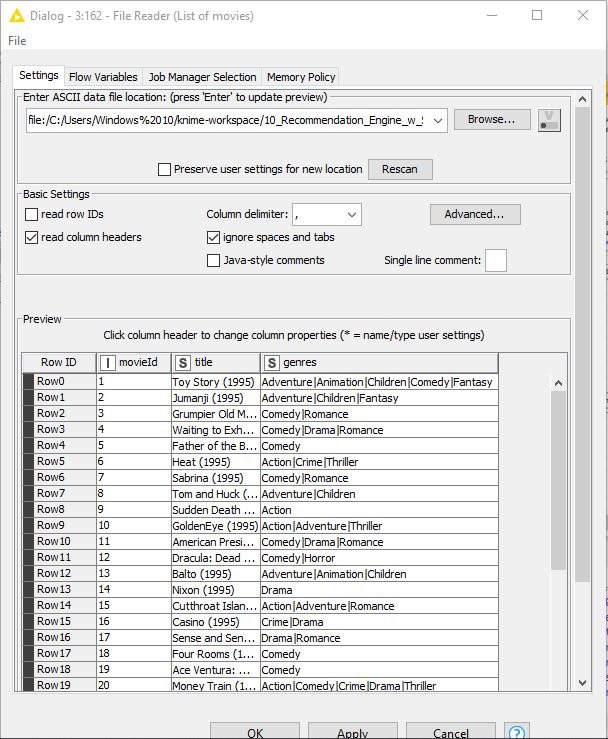 Dialog - 3:162 - File Reader (List of movies)
File
Settings Flow Variables Job Manager Selection Memory Policy
Enter ASCII data file location: (press 'Enter' to update preview)
file:/C:/Users/Windows%2010/knime-workspace/10_Recommendation_Engine_w_S Browse... V
Preserve user settings for new location Rescan
Basic Settings
read row IDs Column delimiter: , Advanced...
read column headers ignore spaces and tabs
Java-style comments Single line comment:
Preview
Click column header to change column properties (* = name/type user settings)
Row ID I movieId S title S genres
Row0 1 Toy Story (1995) Adventure|Animation|Children|Comedy|Fantasy
Row1 2 Jumanji (1995) Adventure|Children|Fantasy
Row2 3 Grumpier Old M... Comedy|Romance
Row3 4 Waiting to Exh... Comedy|Drama|Romance
Row4 5 Father of the B... Comedy
Row5 6 Heat (1995) Action|Crime|Thriller
Row6 7 Sabrina (1995) Comedy|Romance
Row7 8 Tom and Huck (... Adventure|Children
Row8 9 Sudden Death ... Action
Row9 10 GoldenEye (1995) Action|Adventure|Thriller
Row10 11 American Presi... Comedy|Drama|Romance
Row11 12 Dracula: Dead ... Comedy|Horror
Row12 13 Balto (1995) Adventure|Animation|Children
Row13 14 Nixon (1995) Drama
Row14 15 Cutthroat Islan... Action|Adventure|Romance
Row15 16 Casino (1995) Crime|Drama
Row16 17 Sense and Sen... Drama|Romance
Row17 18 Four Rooms (1... Comedy
Row18 19 Ace Ventura: ... Comedy
Row19 20 Money Train (1... Action|Comedy|Crime|Drama|Thriller
OK Apply Cancel ?